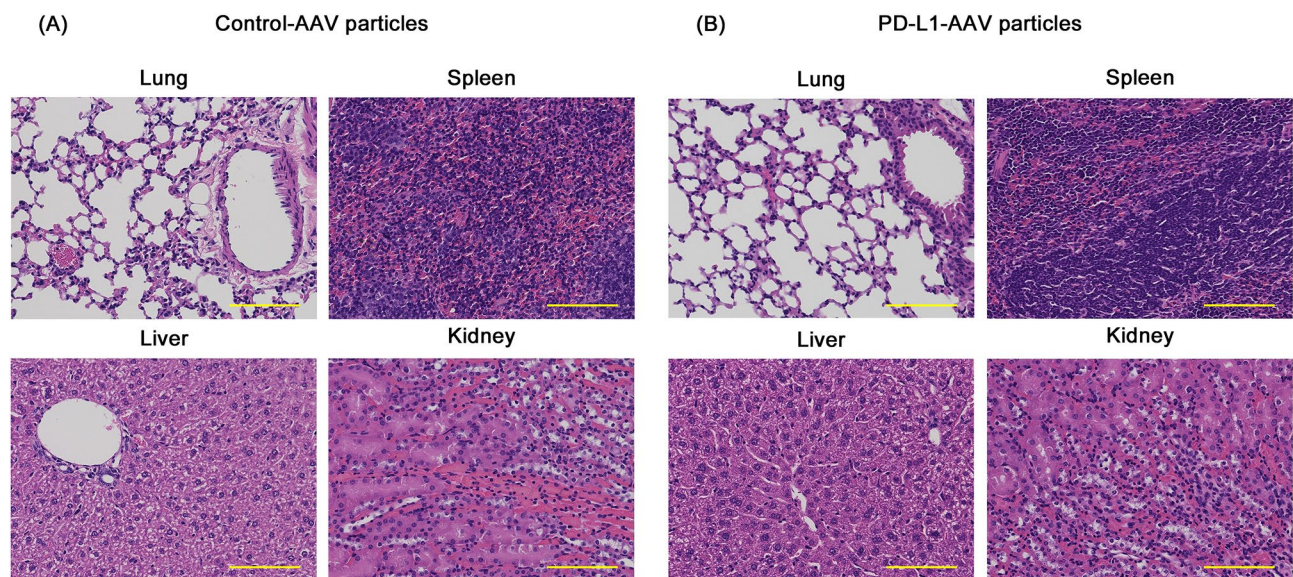 (A) Control-AAV particles
Lung Spleen
Liver Kidney
(B) PD-L1-AAV particles
Lung Spleen
Liver Kidney